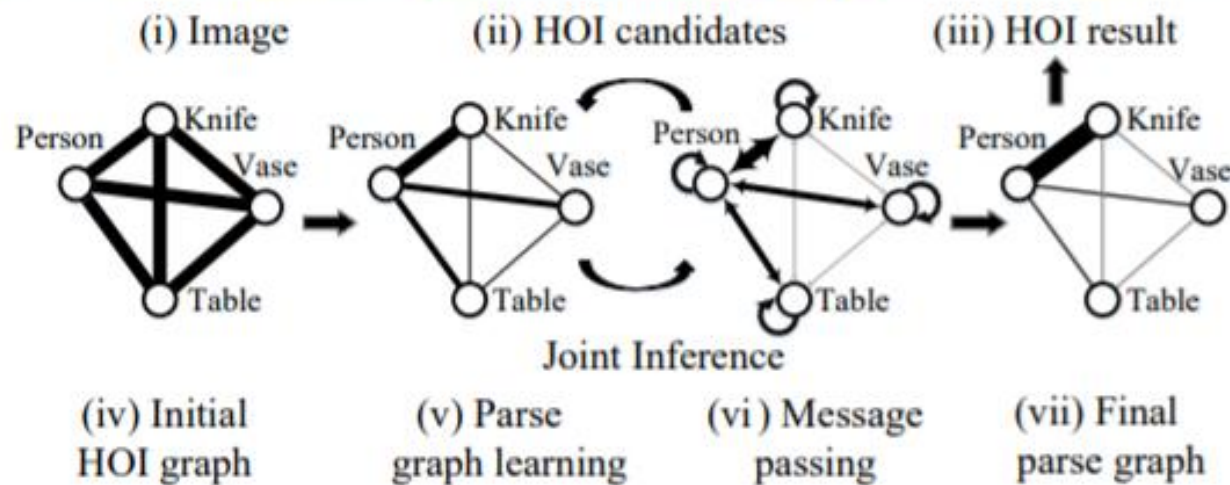 (i) Image (ii) HOI candidates (iii) HOI result
Knife Knife Knife Knife
Person Person Person Person
Vase Vase Vase Vase
Table Table Table Table
Joint Inference
(iv) Initial (v) Parse (vi) Message (vii) Final
HOI graph graph learning passing parse graph